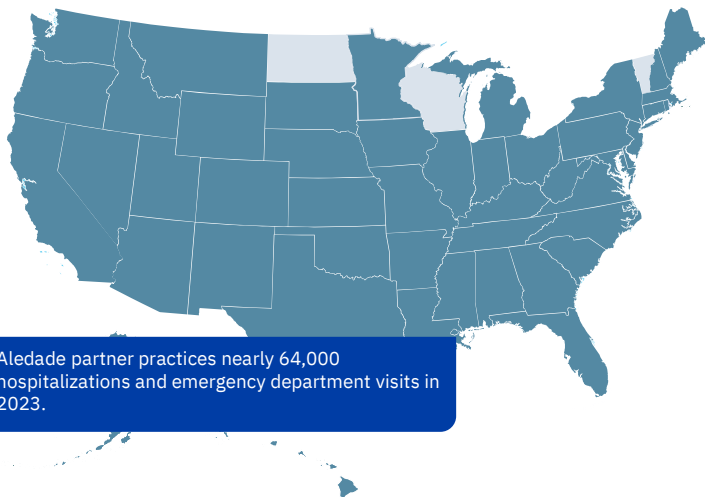 Aledade partner practices nearly 64,000
hospitalizations and emergency department visits in
2023.